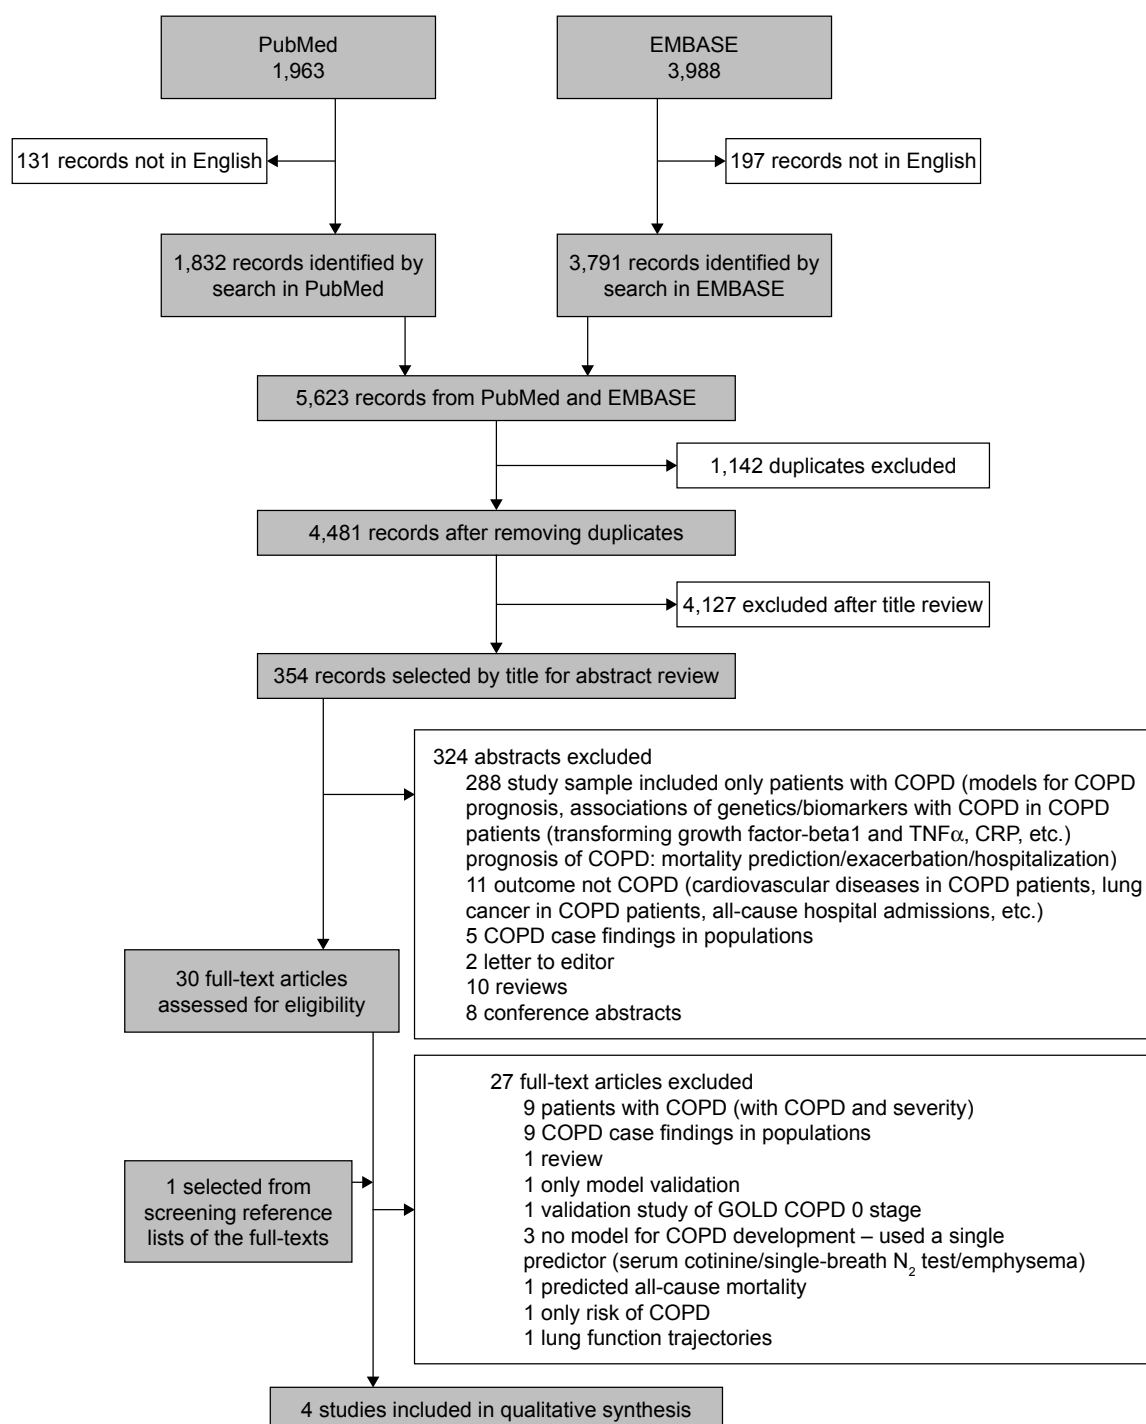 PubMed
1,963
EMBASE
3,988
131 records not in English
197 records not in English
1,832 records identified by
search in PubMed
3,791 records identified by
search in EMBASE
5,623 records from PubMed and EMBASE
1,142 duplicates excluded
4,481 records after removing duplicates
4,127 excluded after title review
354 records selected by title for abstract review
324 abstracts excluded
288 study sample included only patients with COPD (models for COPD
prognosis, associations of genetics/biomarkers with COPD in COPD
patients (transforming growth factor-beta1 and TNFα, CRP, etc.)
prognosis of COPD: mortality prediction/exacerbation/hospitalization)
11 outcome not COPD (cardiovascular diseases in COPD patients, lung
cancer in COPD patients, all-cause hospital admissions, etc.)
5 COPD case findings in populations
2 letter to editor
10 reviews
8 conference abstracts
30 full-text articles
assessed for eligibility
27 full-text articles excluded
9 patients with COPD (with COPD and severity)
9 COPD case findings in populations
1 review
1 only model validation
1 validation study of GOLD COPD 0 stage
3 no model for COPD development – used a single
predictor (serum cotinine/single-breath N₂ test/emphysema)
1 predicted all-cause mortality
1 only risk of COPD
1 lung function trajectories
1 selected from
screening reference
lists of the full-texts
4 studies included in qualitative synthesis